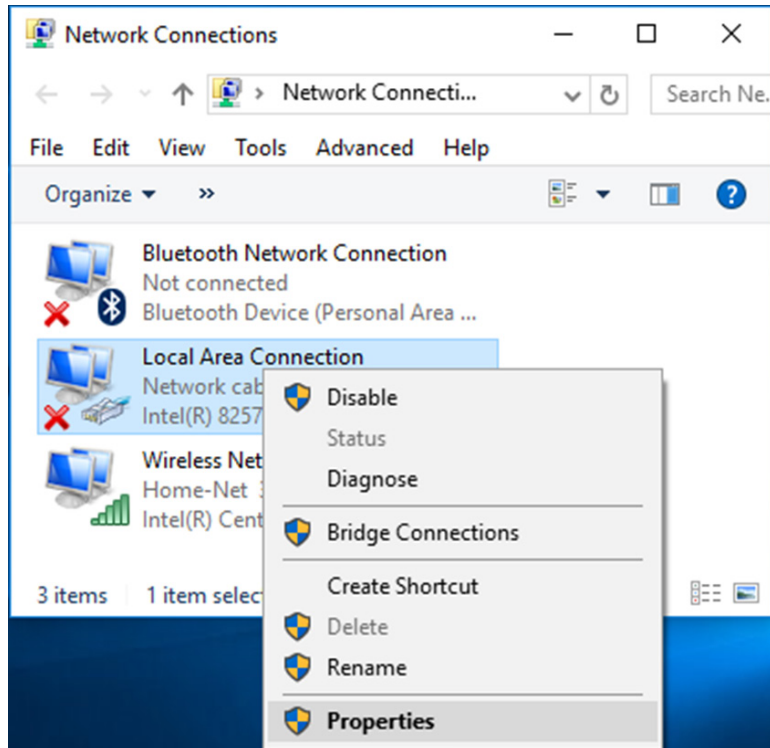 Network Connections
Network Connecti...
Search Ne.
File Edit View Tools Advanced Help
Organize »
Bluetooth Network Connection
Not connected
Bluetooth Device (Personal Area ...
Local Area Connection
Network cab
Intel(R) 8257
Wireless Net
Home-Net
Intel(R) Cent
3 items 1 item selec
Disable
Status
Diagnose
Bridge Connections
Create Shortcut
Delete
Rename
Properties